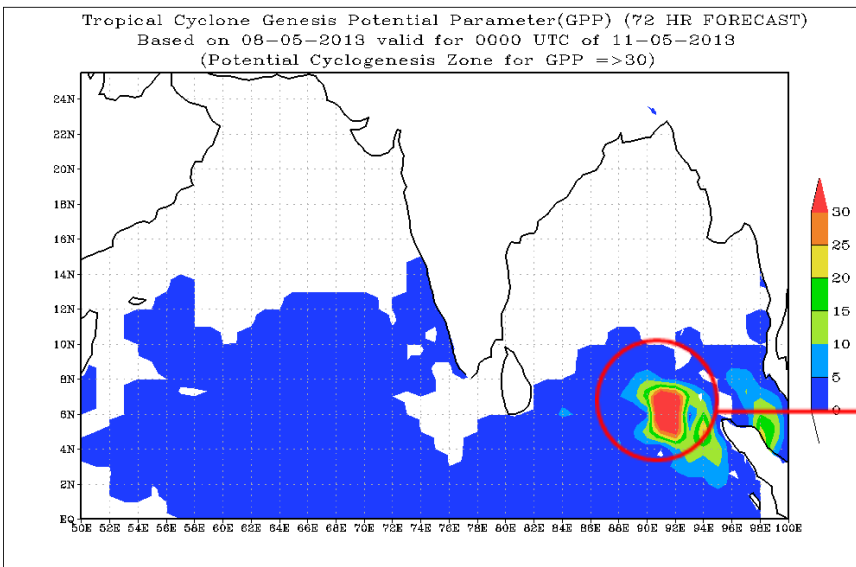 Tropical Cyclone Genesis Potential Parameter(GPP) (72 HR FORECAST)
Based on 08-05-2013 valid for 0000 UTC of 11-05-2013
(Potential Cyclogenesis Zone for GPP =>30)
24N
22N
20N
18N
16N
14N
12N
10N
8N
6N
4N
2N
EQ
50E 52E 54E 56E 58E 60E 62E 64E 66E 68E 70E 72E 74E 76E 78E 80E 82E 84E 86E 88E 90E 92E 94E 96E 98E 100E
30
25
20
15
10
5
0